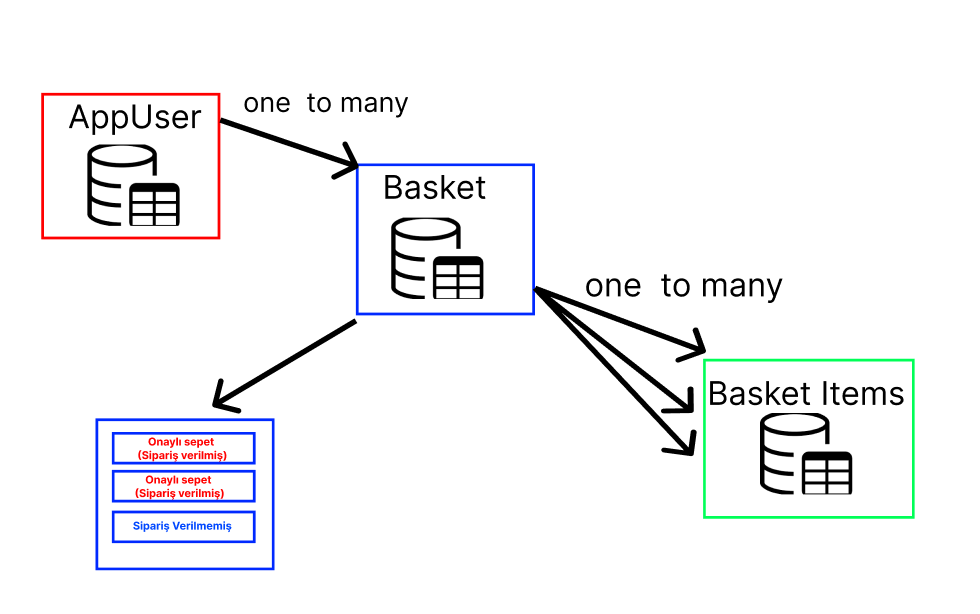 AppUser
one to many
Basket
one to many
Basket Items
Onaylı sepet
(Sipariş verilmiş)
Onaylı sepet
(Sipariş verilmiş)
Sipariş Verilmemiş